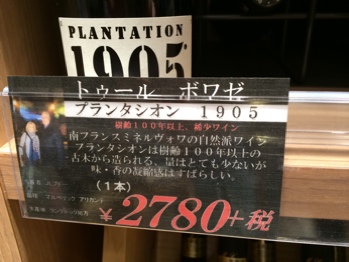 PLANTATION
1905
トゥール ボワゼ
プランタシオン 1905
樹齢100年以上、稀少ワイン
南フランスミネルヴォワの自然派ワイン
プランタシオンは樹齢100年以上の
古木から造られる。量はとても少ないが
味・香の凝縮感はすばらしい。
(1本)
¥2780+税